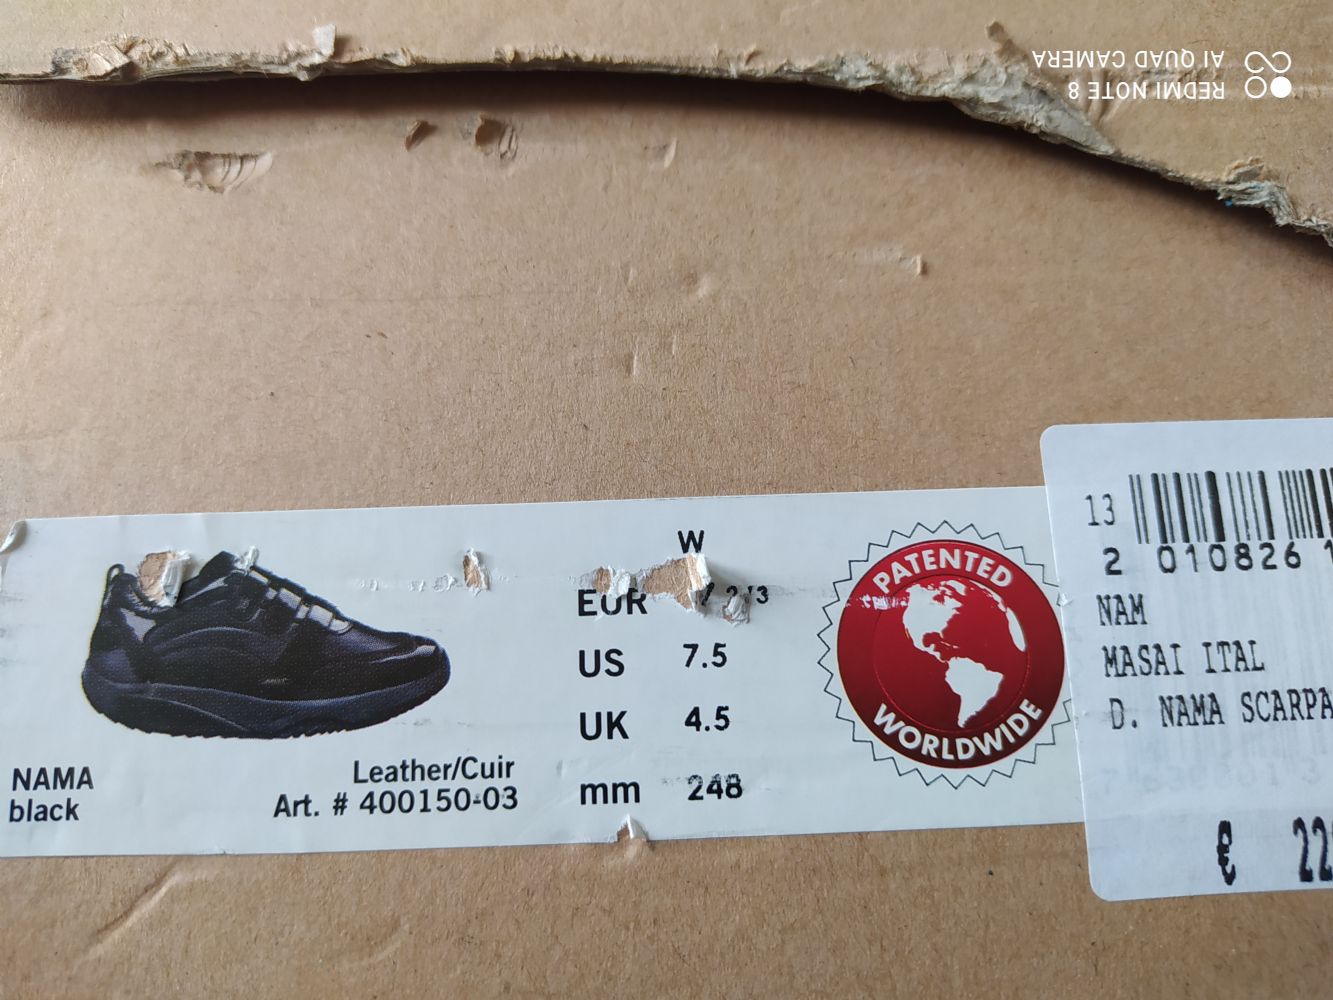 REDMI NOTE 8
AI QUAD CAMERA
W
EUR
US 7.5
UK 4.5
mm 248
NAMA
black
Leather/Cuir
Art. # 400150-03
PATENTED
WORLDWIDE
13
2 010826
NAM
MASAI ITAL
D. NAMA SCARPA
€ 22